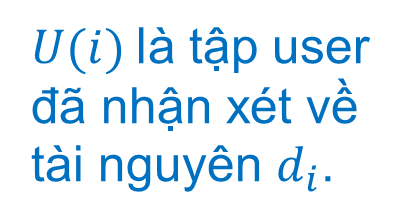 U(i) là tập user
đã nhận xét về
tài nguyên dᵢ.